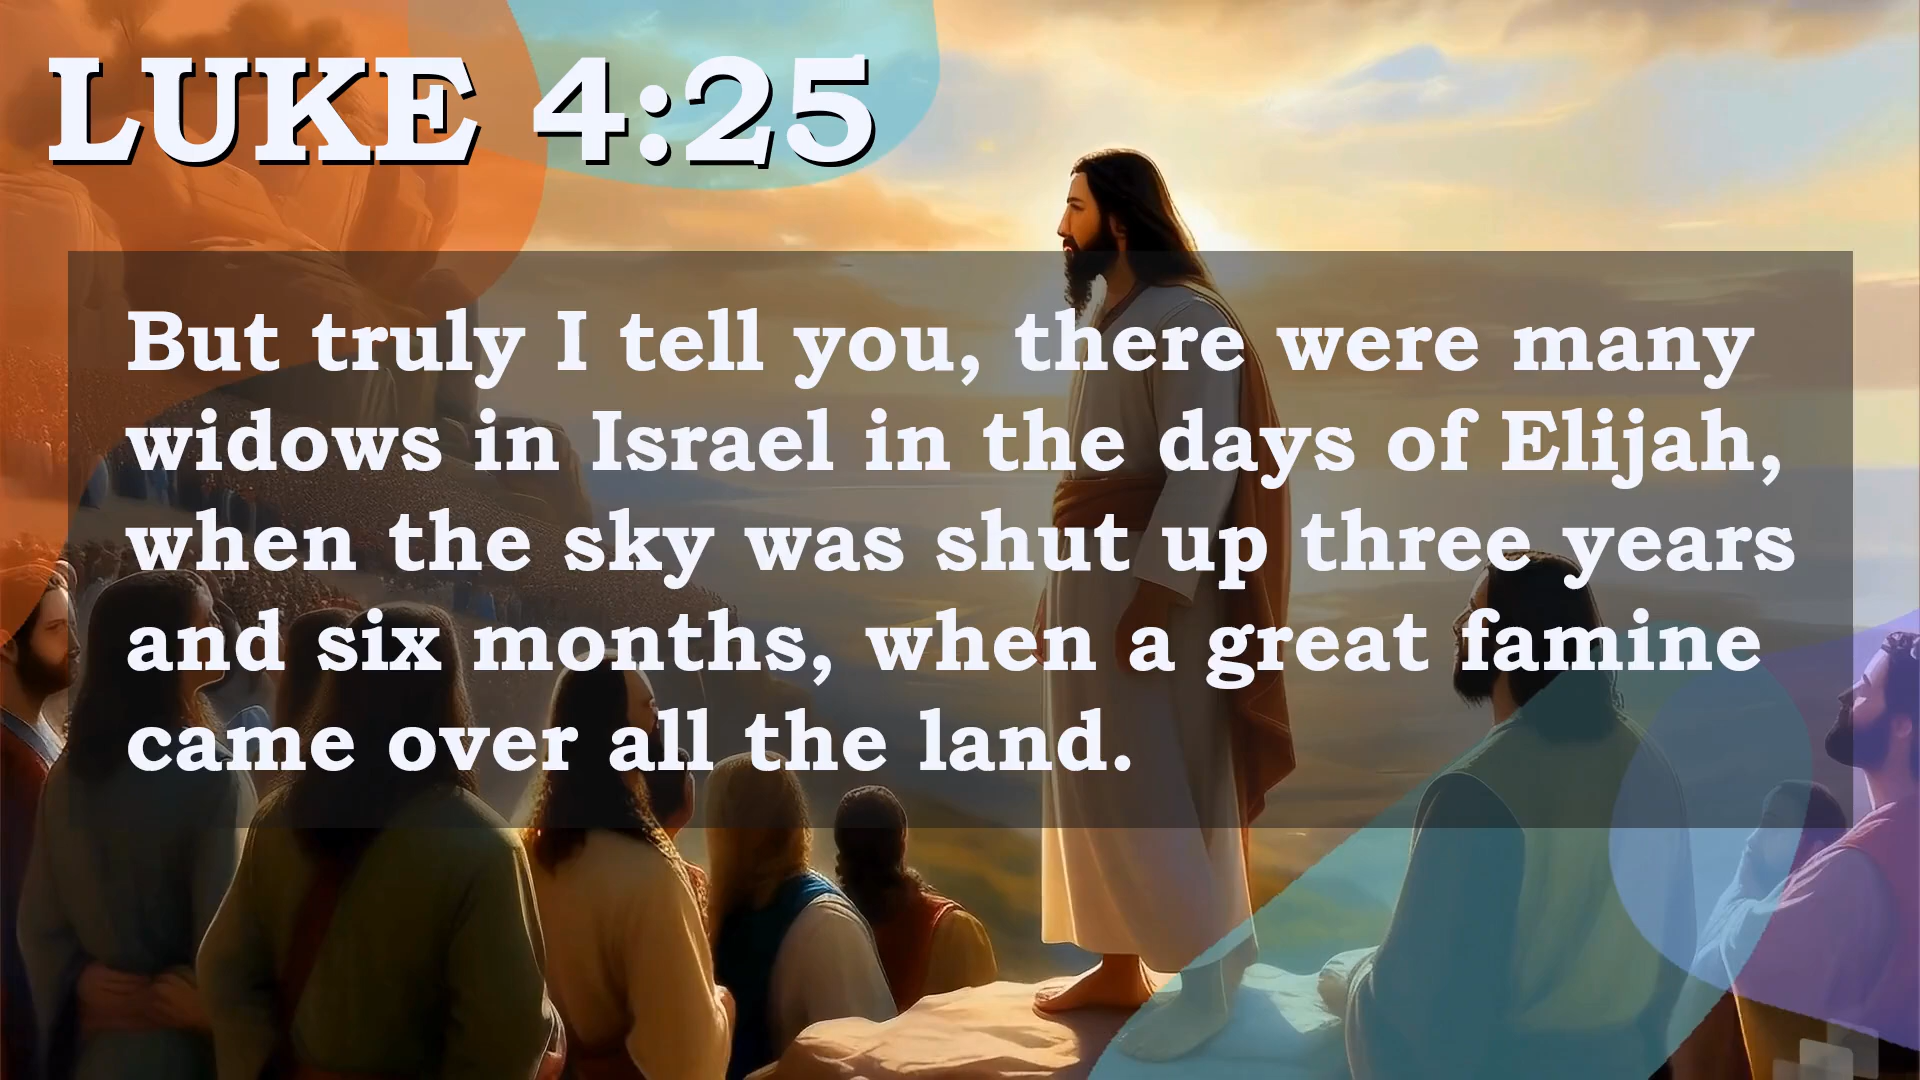 LUKE 4:25
But truly I tell you, there were many
widows in Israel in the days of Elijah,
when the sky was shut up three years
and six months, when a great famine
came over all the land.